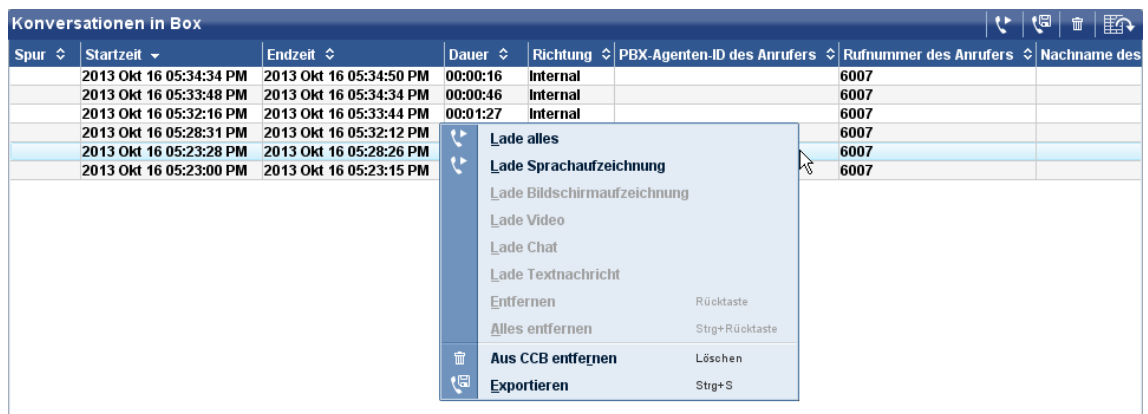 Konversationen in Box
Spur Startzeit Endzeit Dauer Richtung PBX-Agenten-ID des Anrufers Rufnummer des Anrufers Nachname des
2013 Okt 16 05:34:34 PM 2013 Okt 16 05:34:50 PM 00:00:16 Internal 6007
2013 Okt 16 05:33:48 PM 2013 Okt 16 05:34:34 PM 00:00:46 Internal 6007
2013 Okt 16 05:32:16 PM 2013 Okt 16 05:33:44 PM 00:01:27 Internal 6007
2013 Okt 16 05:28:31 PM 2013 Okt 16 05:32:12 PM 6007
2013 Okt 16 05:23:28 PM 2013 Okt 16 05:28:26 PM 6007
2013 Okt 16 05:23:00 PM 2013 Okt 16 05:23:15 PM 6007
Lade alles
Lade Sprachaufzeichnung
Lade Bildschirmaufzeichnung
Lade Video
Lade Chat
Lade Textnachricht
Entfernen Rücktaste
Alles entfernen Strg+Rücktaste
Aus CCB entfernen Löschen
Exportieren Strg+S